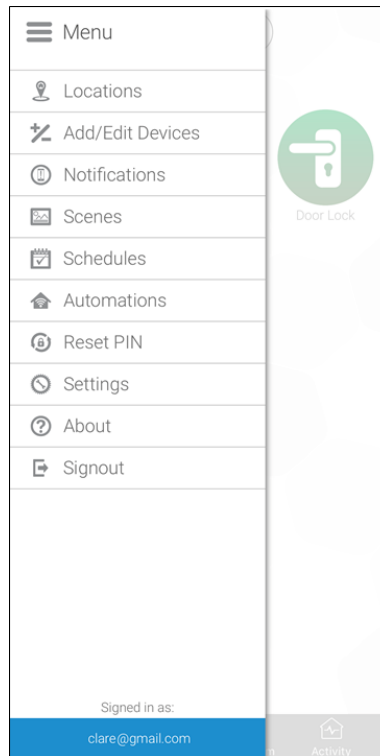 Menu
Locations
Add/Edit Devices
Notifications
Scenes
Door Lock
Schedules
Automations
Reset PIN
Settings
About
Signout
Signed in as:
clare@gmail.com
n
Activity